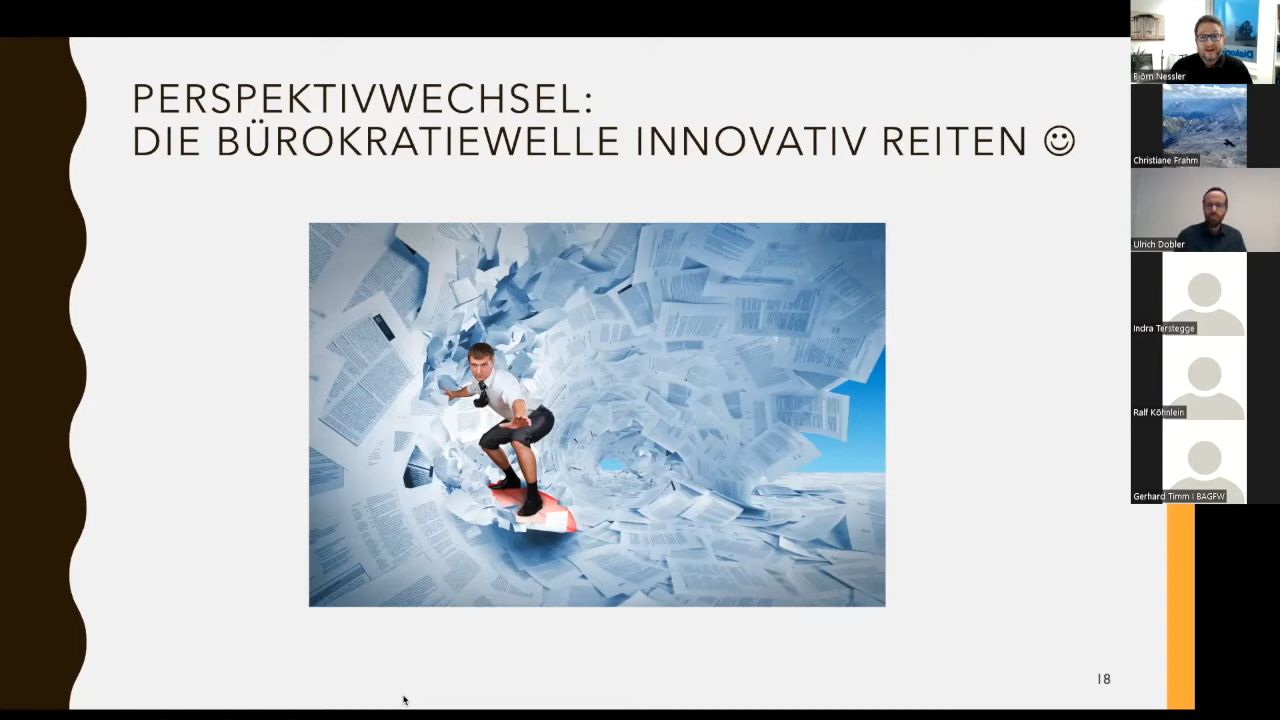 PERSPEKTIVWECHSEL:
DIE BÜROKRATIEWELLE INNOVATIV REITEN ☺
18
Björn Nessler
Christiane Frahm
Ulrich Dobler
Indra Terstegge
Ralf Köhnlein
Gerhard Timm I BAGFW